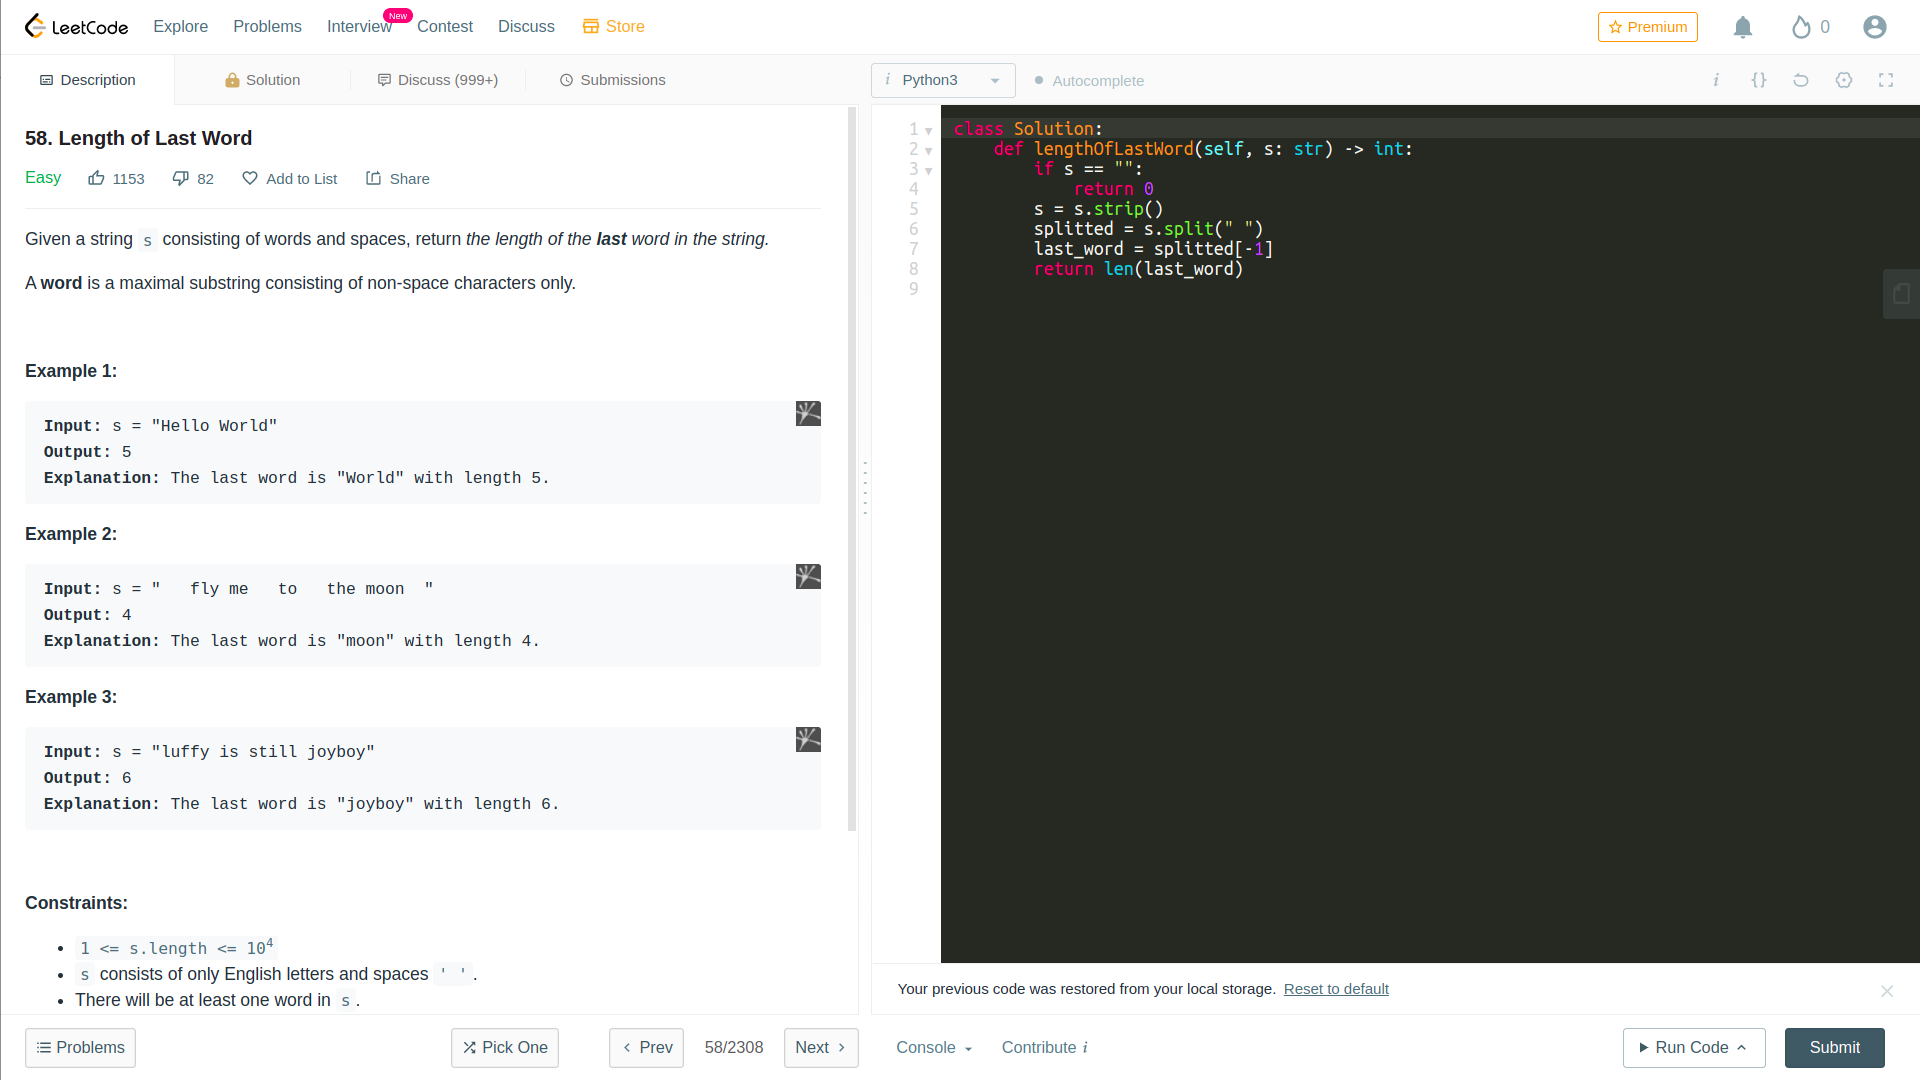 LeetCode Explore Problems Interview New Contest Discuss Store Premium 0
Description Solution Discuss (999+) Submissions
58. Length of Last Word
Easy 1153 82 Add to List Share
Given a string s consisting of words and spaces, return the length of the last word in the string.
A word is a maximal substring consisting of non-space characters only.
Example 1:
Input: s = "Hello World"
Output: 5
Explanation: The last word is "World" with length 5.
Example 2:
Input: s = "   fly me   to   the moon  "
Output: 4
Explanation: The last word is "moon" with length 4.
Example 3:
Input: s = "luffy is still joyboy"
Output: 6
Explanation: The last word is "joyboy" with length 6.
Constraints:
• 1 <= s.length <= 10⁴
• s consists of only English letters and spaces ' '.
• There will be at least one word in s.
Problems Pick One Prev 58/2308 Next
i Python3 Autocomplete i {}
1 class Solution:
2     def lengthOfLastWord(self, s: str) -> int:
3         if s == "":
4             return 0
5         s = s.strip()
6         splitted = s.split(" ")
7         last_word = splitted[-1]
8         return len(last_word)
9
Your previous code was restored from your local storage. Reset to default
Console Contribute i Run Code Submit